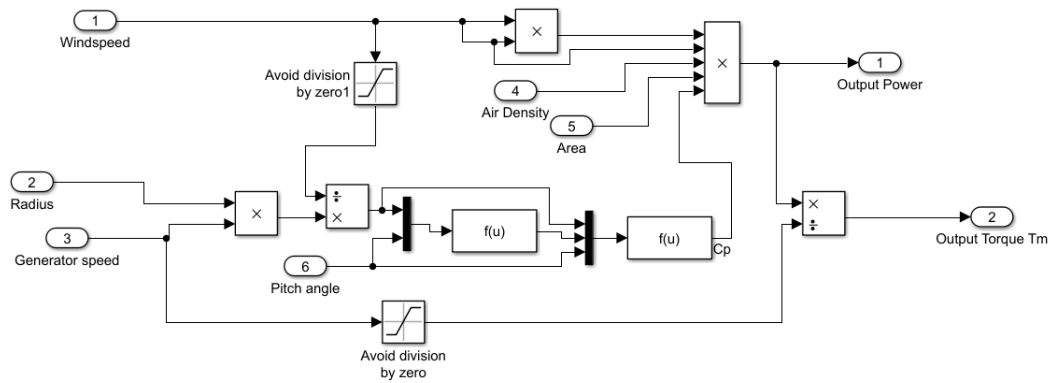 1
Windspeed
×
Avoid division
by zero1
4
Air Density
5
Area
×
1
Output Power
2
Radius
3
Generator speed
×
÷
×
6
Pitch angle
f(u)
f(u)
Cp
×
÷
2
Output Torque Tm
Avoid division
by zero